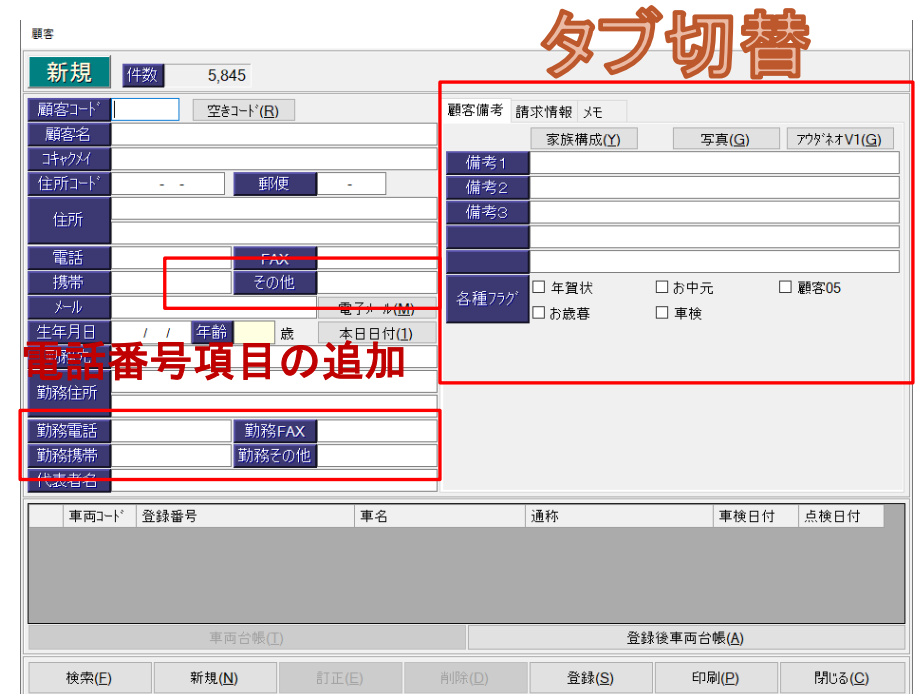 タブ切替
顧客
新規 件数 5,845
顧客ｺｰﾄﾞ 空きｺｰﾄﾞ(R)
顧客名
ｺｷｬｸﾒｲ
住所ｺｰﾄﾞ - - 郵便 -
住所
電話 FAX
携帯 その他
ﾒｰﾙ 電子ﾒｰﾙ(M)
生年月日 / / 年齢 歳 本日日付(1)
電話番号項目の追加
勤務住所
勤務電話 勤務FAX
勤務携帯 勤務その他
代表者名
顧客備考 請求情報 ﾒﾓ
家族構成(Y) 写真(G) ｱｳﾀﾞﾈｵV1(G)
備考1
備考2
備考3
各種ﾌﾗｸﾞ 年賀状 お中元 顧客05
お歳暮 車検
車両ｺｰﾄﾞ 登録番号 車名 通称 車検日付 点検日付
車両台帳(T) 登録後車両台帳(A)
検索(F) 新規(N) 訂正(E) 削除(D) 登録(S) 印刷(P) 閉じる(C)